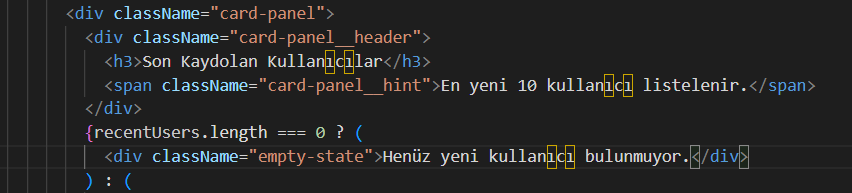 <div className="card-panel">
<div className="card-panel__header">
<h3>Son Kaydolan Kullanıcılar</h3>
<span className="card-panel__hint">En yeni 10 kullanıcı listelenir.</span>
</div>
{recentUsers.length === 0 ? (
<div className="empty-state">Henüz yeni kullanıcı bulunmuyor.</div>
) : (